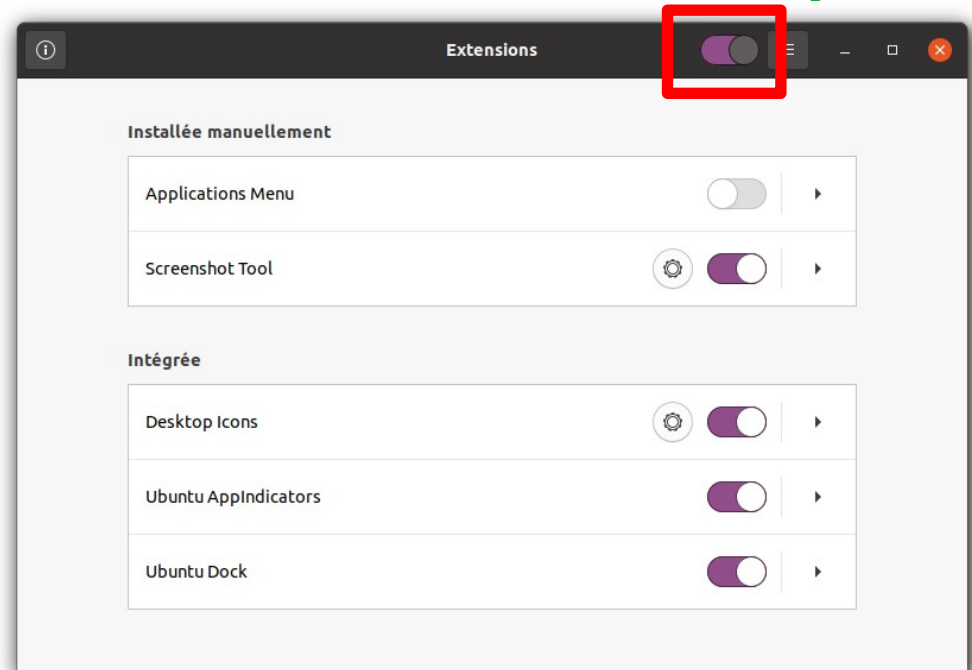 Extensions
Installée manuellement
Applications Menu
Screenshot Tool
Intégrée
Desktop Icons
Ubuntu AppIndicators
Ubuntu Dock